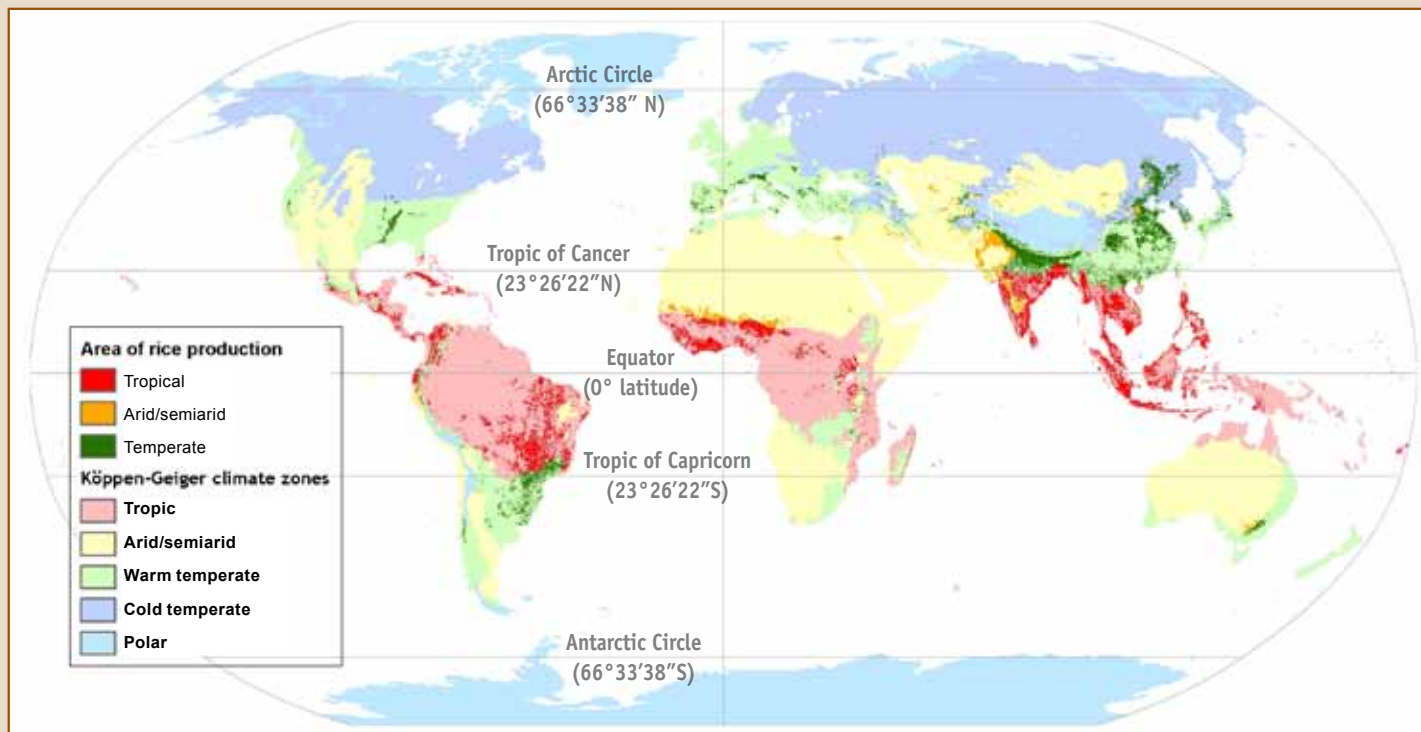 Arctic Circle
(66°33′38″ N)
Tropic of Cancer
(23°26′22″N)
Equator
(0° latitude)
Tropic of Capricorn
(23°26′22″S)
Antarctic Circle
(66°33′38″S)
Area of rice production
Tropical
Arid/semiarid
Temperate
Köppen-Geiger climate zones
Tropic
Arid/semiarid
Warm temperate
Cold temperate
Polar